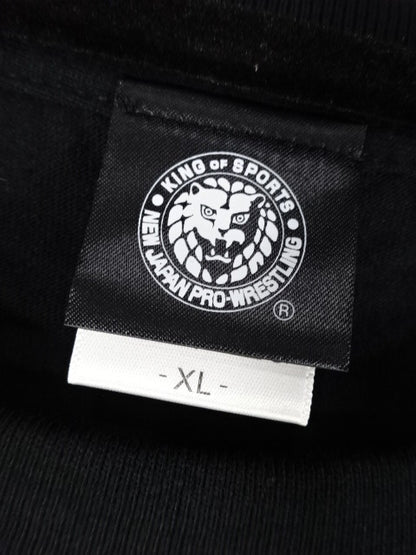 • KING OF SPORTS •
NEW JAPAN PRO-WRESTLING
®
- XL -